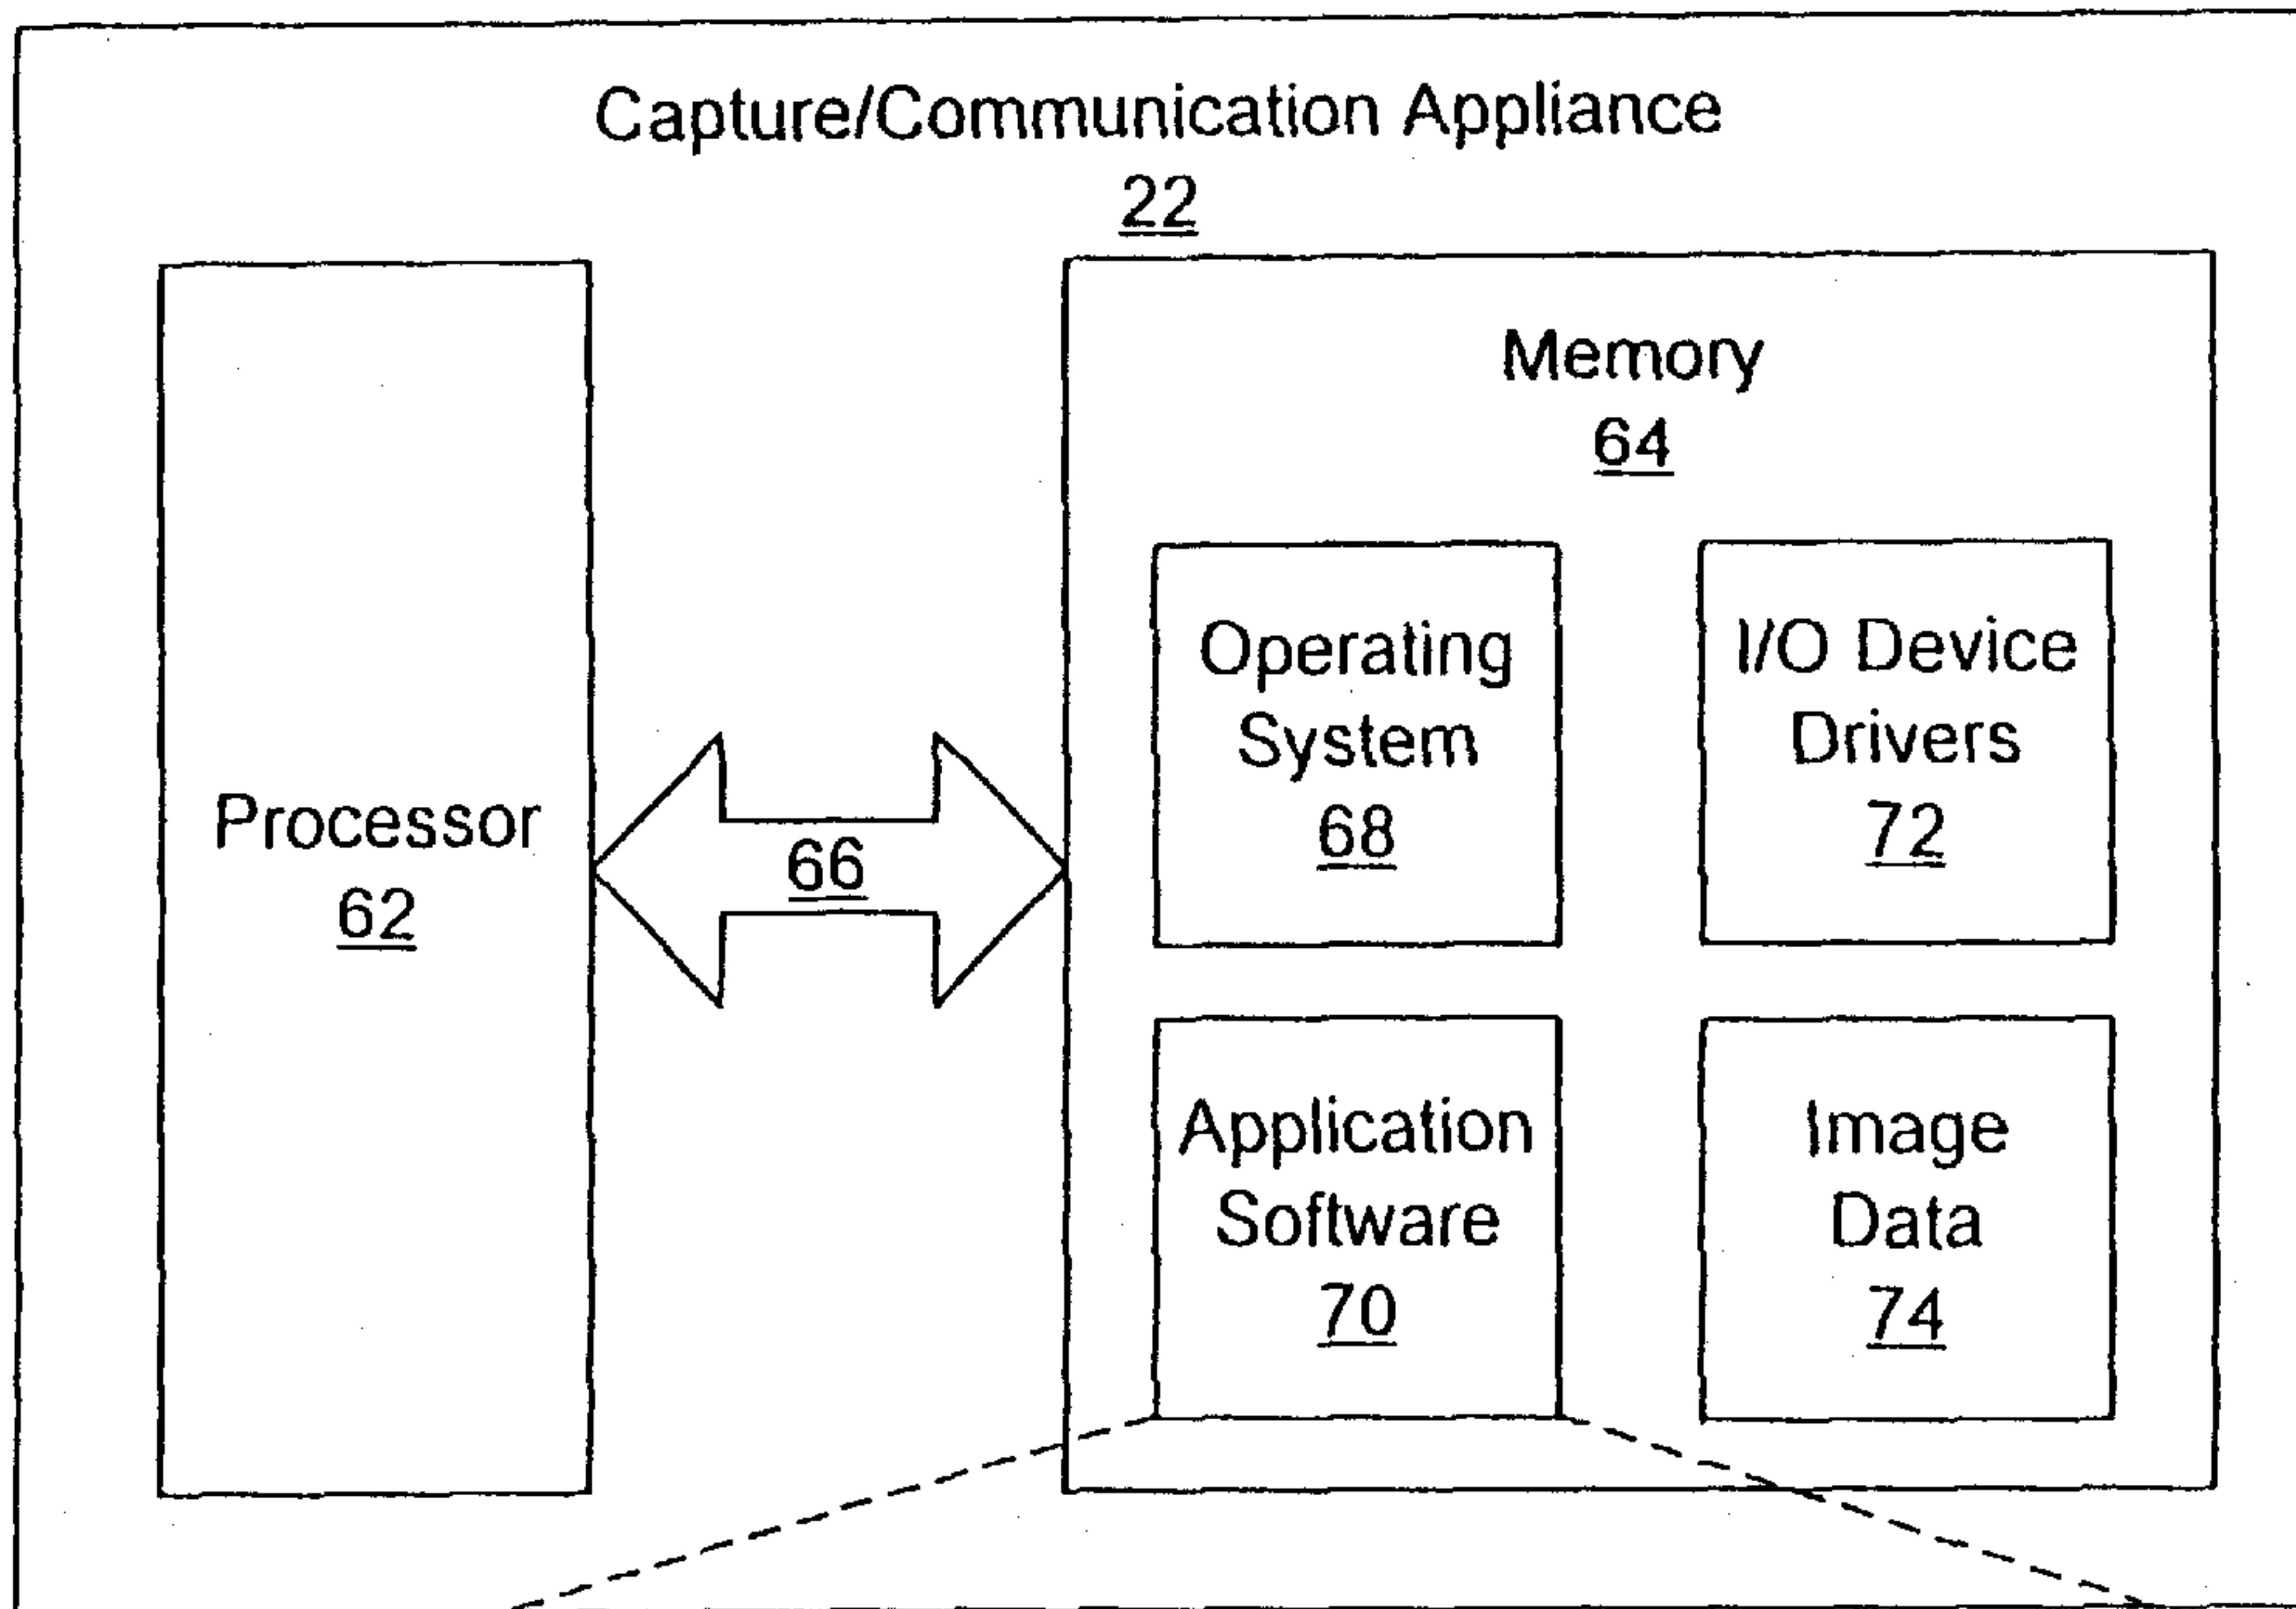 Capture/Communication Appliance
22
Memory
64
Processor
62
66
Operating
System
68
I/O Device
Drivers
72
Application
Software
70
Image
Data
74